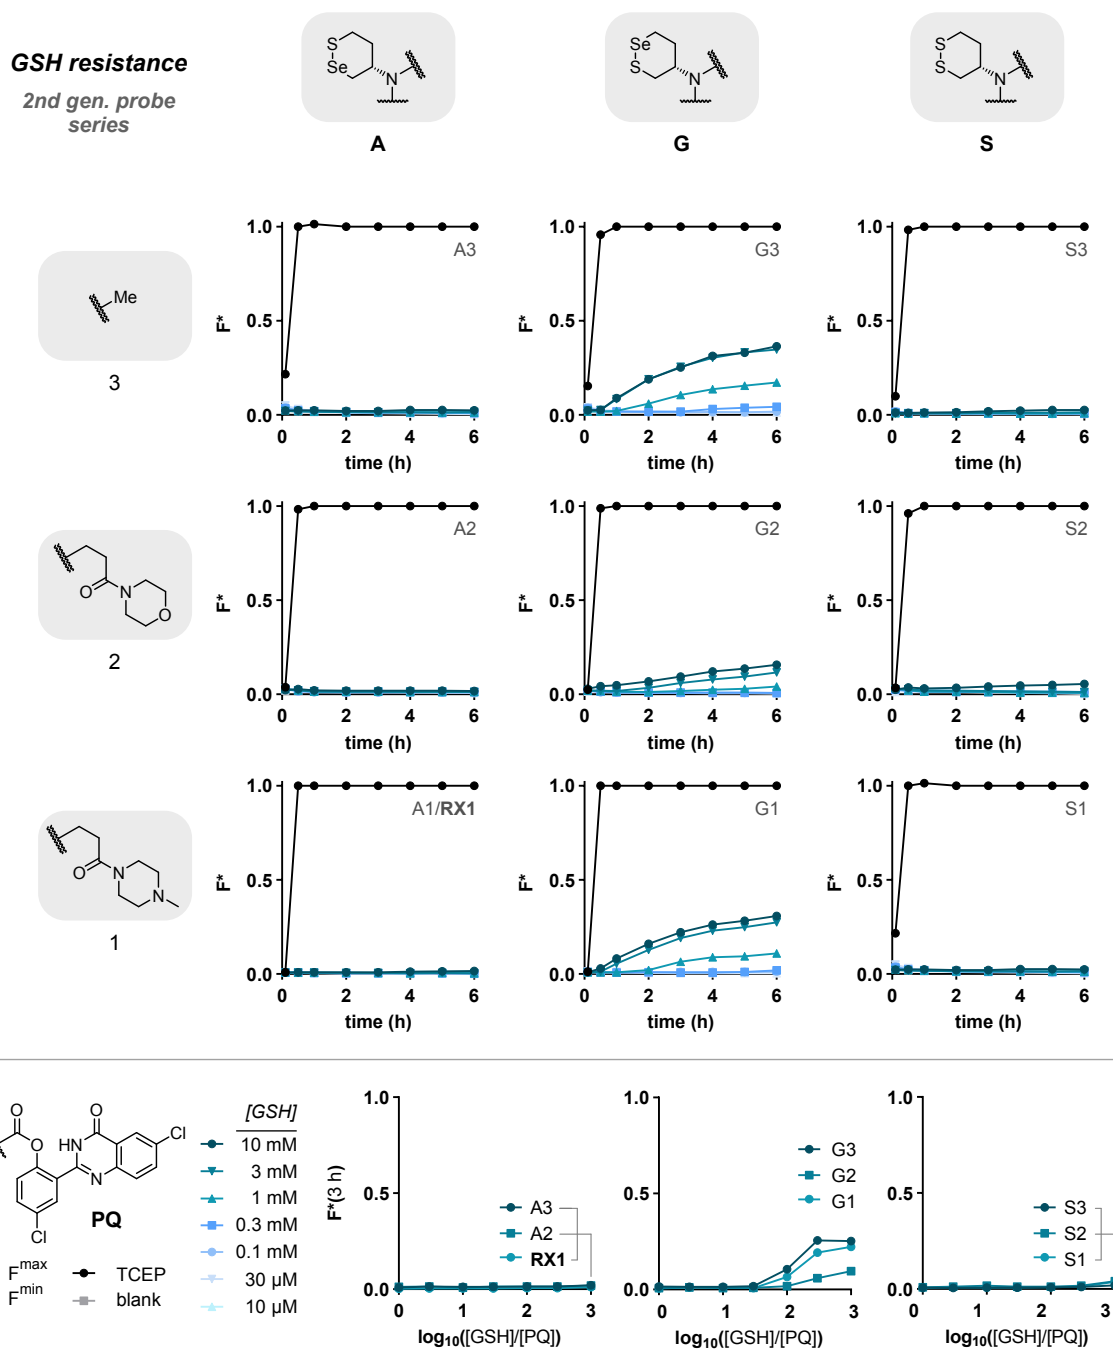 GSH resistance
2nd gen. probe
series
S
Se
N
A
Se
S
N
G
S
S
N
S
Me
3
1.0
0.5
0.0
F*
A3
0 2 4 6
time (h)
1.0
0.5
0.0
F*
G3
0 2 4 6
time (h)
1.0
0.5
0.0
F*
S3
0 2 4 6
time (h)
O
N
O
2
1.0
0.5
0.0
F*
A2
0 2 4 6
time (h)
1.0
0.5
0.0
F*
G2
0 2 4 6
time (h)
1.0
0.5
0.0
F*
S2
0 2 4 6
time (h)
O
N
N
1
1.0
0.5
0.0
F*
A1/RX1
0 2 4 6
time (h)
1.0
0.5
0.0
F*
G1
0 2 4 6
time (h)
1.0
0.5
0.0
F*
S1
0 2 4 6
time (h)
O
O
O
HN
N
Cl
Cl
PQ
Fmax
Fmin
TCEP
blank
[GSH]
10 mM
3 mM
1 mM
0.3 mM
0.1 mM
30 µM
10 µM
1.0
0.5
0.0
F*(3 h)
A3
A2
RX1
0 1 2 3
log10([GSH]/[PQ])
1.0
0.5
0.0
G3
G2
G1
0 1 2 3
log10([GSH]/[PQ])
1.0
0.5
0.0
S3
S2
S1
0 1 2 3
log10([GSH]/[PQ])